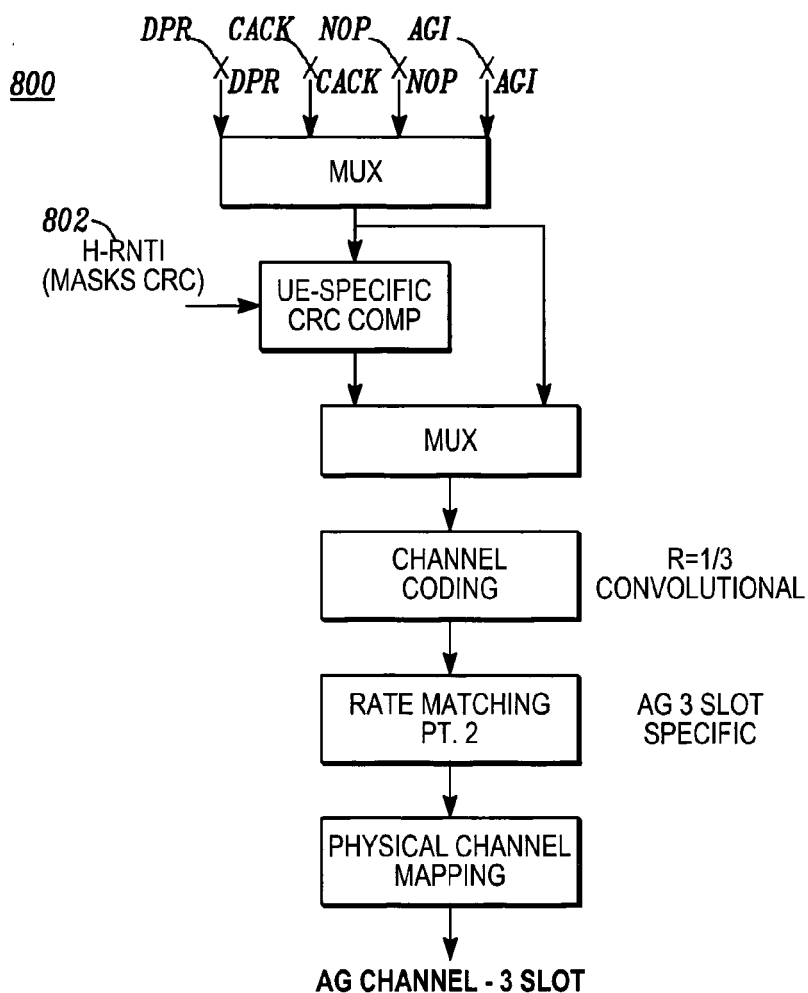 DPR CACK NOP AGI
800
X X X X
DPR CACK NOP AGI
MUX
802
H-RNTI
(MASKS CRC)
UE-SPECIFIC
CRC COMP
MUX
CHANNEL
CODING
R=1/3
CONVOLUTIONAL
RATE MATCHING
PT. 2
AG 3 SLOT
SPECIFIC
PHYSICAL CHANNEL
MAPPING
AG CHANNEL - 3 SLOT